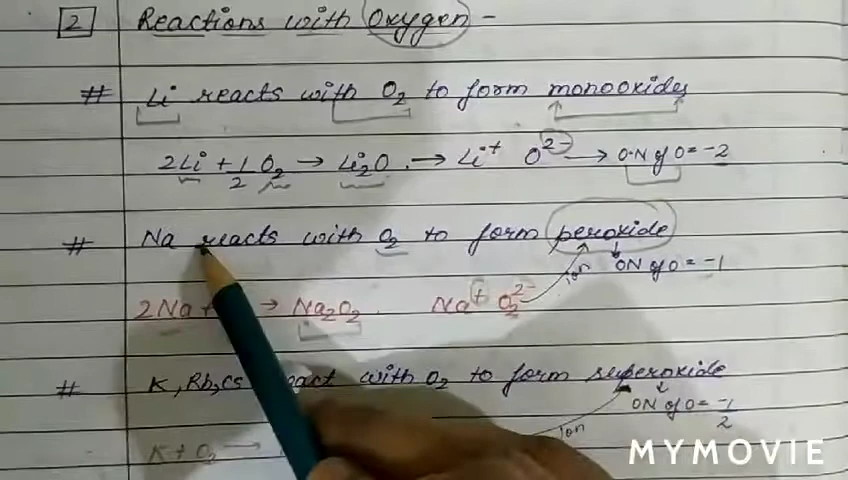 2 Reactions with Oxygen -
# Li reacts with O2 to form monooxides
2Li + 1/2 O2 → Li2O → Li+ O2- → O·N of O = -2
# Na reacts with O2 to form peroxide
ion ON of O = -1
2Na + → Na2O2 Na+ O2 2-
# K, Rb, Cs react with O2 to form superoxide
ion ON of O = -1/2
K + O2 →
MYMOVIE